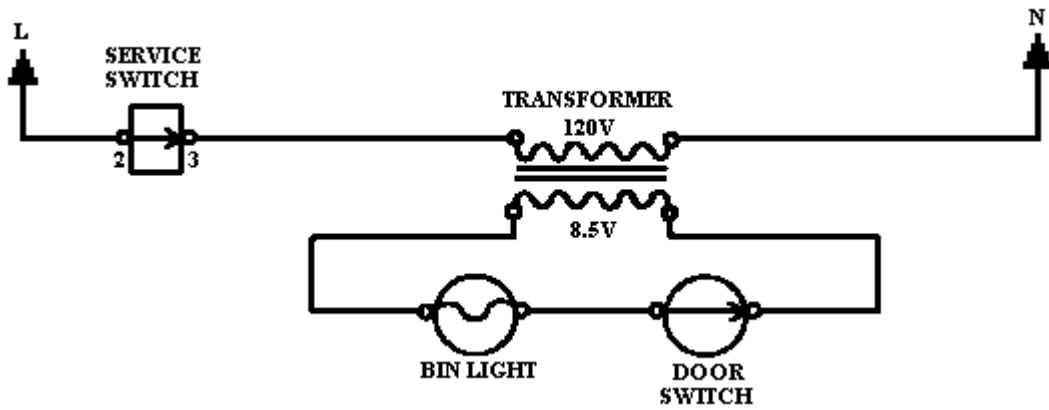 L
N
SERVICE
SWITCH
2 3
TRANSFORMER
120V
8.5V
BIN LIGHT
DOOR
SWITCH